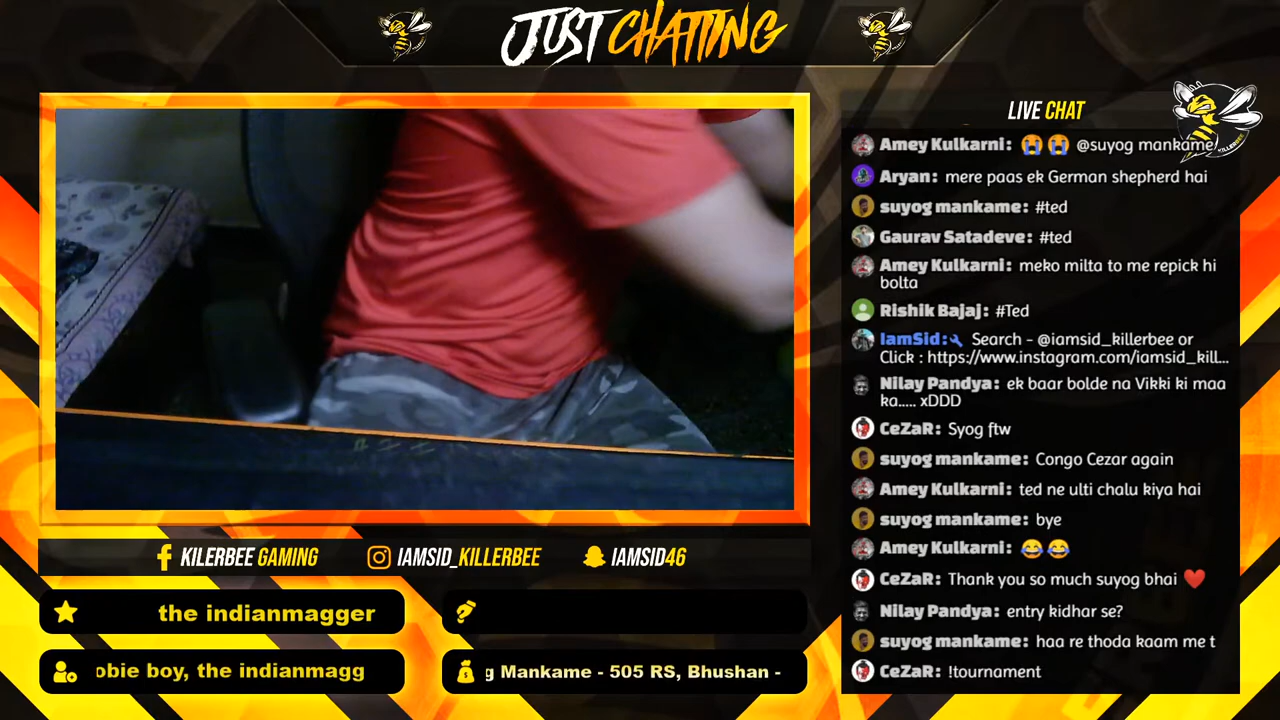 JUST CHATTING
LIVE CHAT
KILLERBEE
Amey Kulkarni: 😭 😭 @suyog mankame
Aryan: mere paas ek German shepherd hai
suyog mankame: #ted
Gaurav Satadeve: #ted
Amey Kulkarni: meko milta to me repick hi
bolta
Rishik Bajaj: #Ted
IamSid: Search - @iamsid_killerbee or
Click : https://www.instagram.com/iamsid_kill...
Nilay Pandya: ek baar bolde na Vikki ki maa
ka..... xDDD
CeZaR: Syog ftw
suyog mankame: Congo Cezar again
Amey Kulkarni: ted ne ulti chalu kiya hai
suyog mankame: bye
Amey Kulkarni: 😂 😂
CeZaR: Thank you so much suyog bhai ❤️
Nilay Pandya: entry kidhar se?
suyog mankame: haa re thoda kaam me t
CeZaR: !tournament
KILERBEE GAMING
IAMSID_KILLERBEE
IAMSID46
the indianmagger
obie boy, the indianmagg
g Mankame - 505 RS, Bhushan -